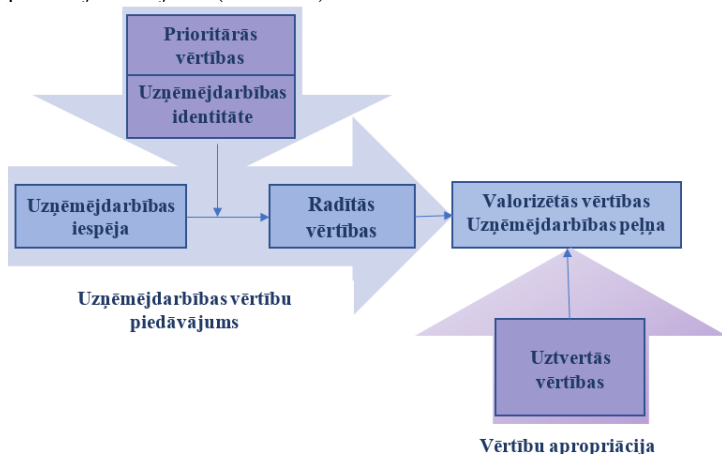 Prioritārās
vērtības
Uzņēmējdarbības
identitāte
Uzņēmējdarbības
iespēja
Radītās
vērtības
Valorizētās vērtības
Uzņēmējdarbības peļņa
Uzņēmējdarbības vērtību
piedāvājums
Uztvertās
vērtības
Vērtību apropriācija